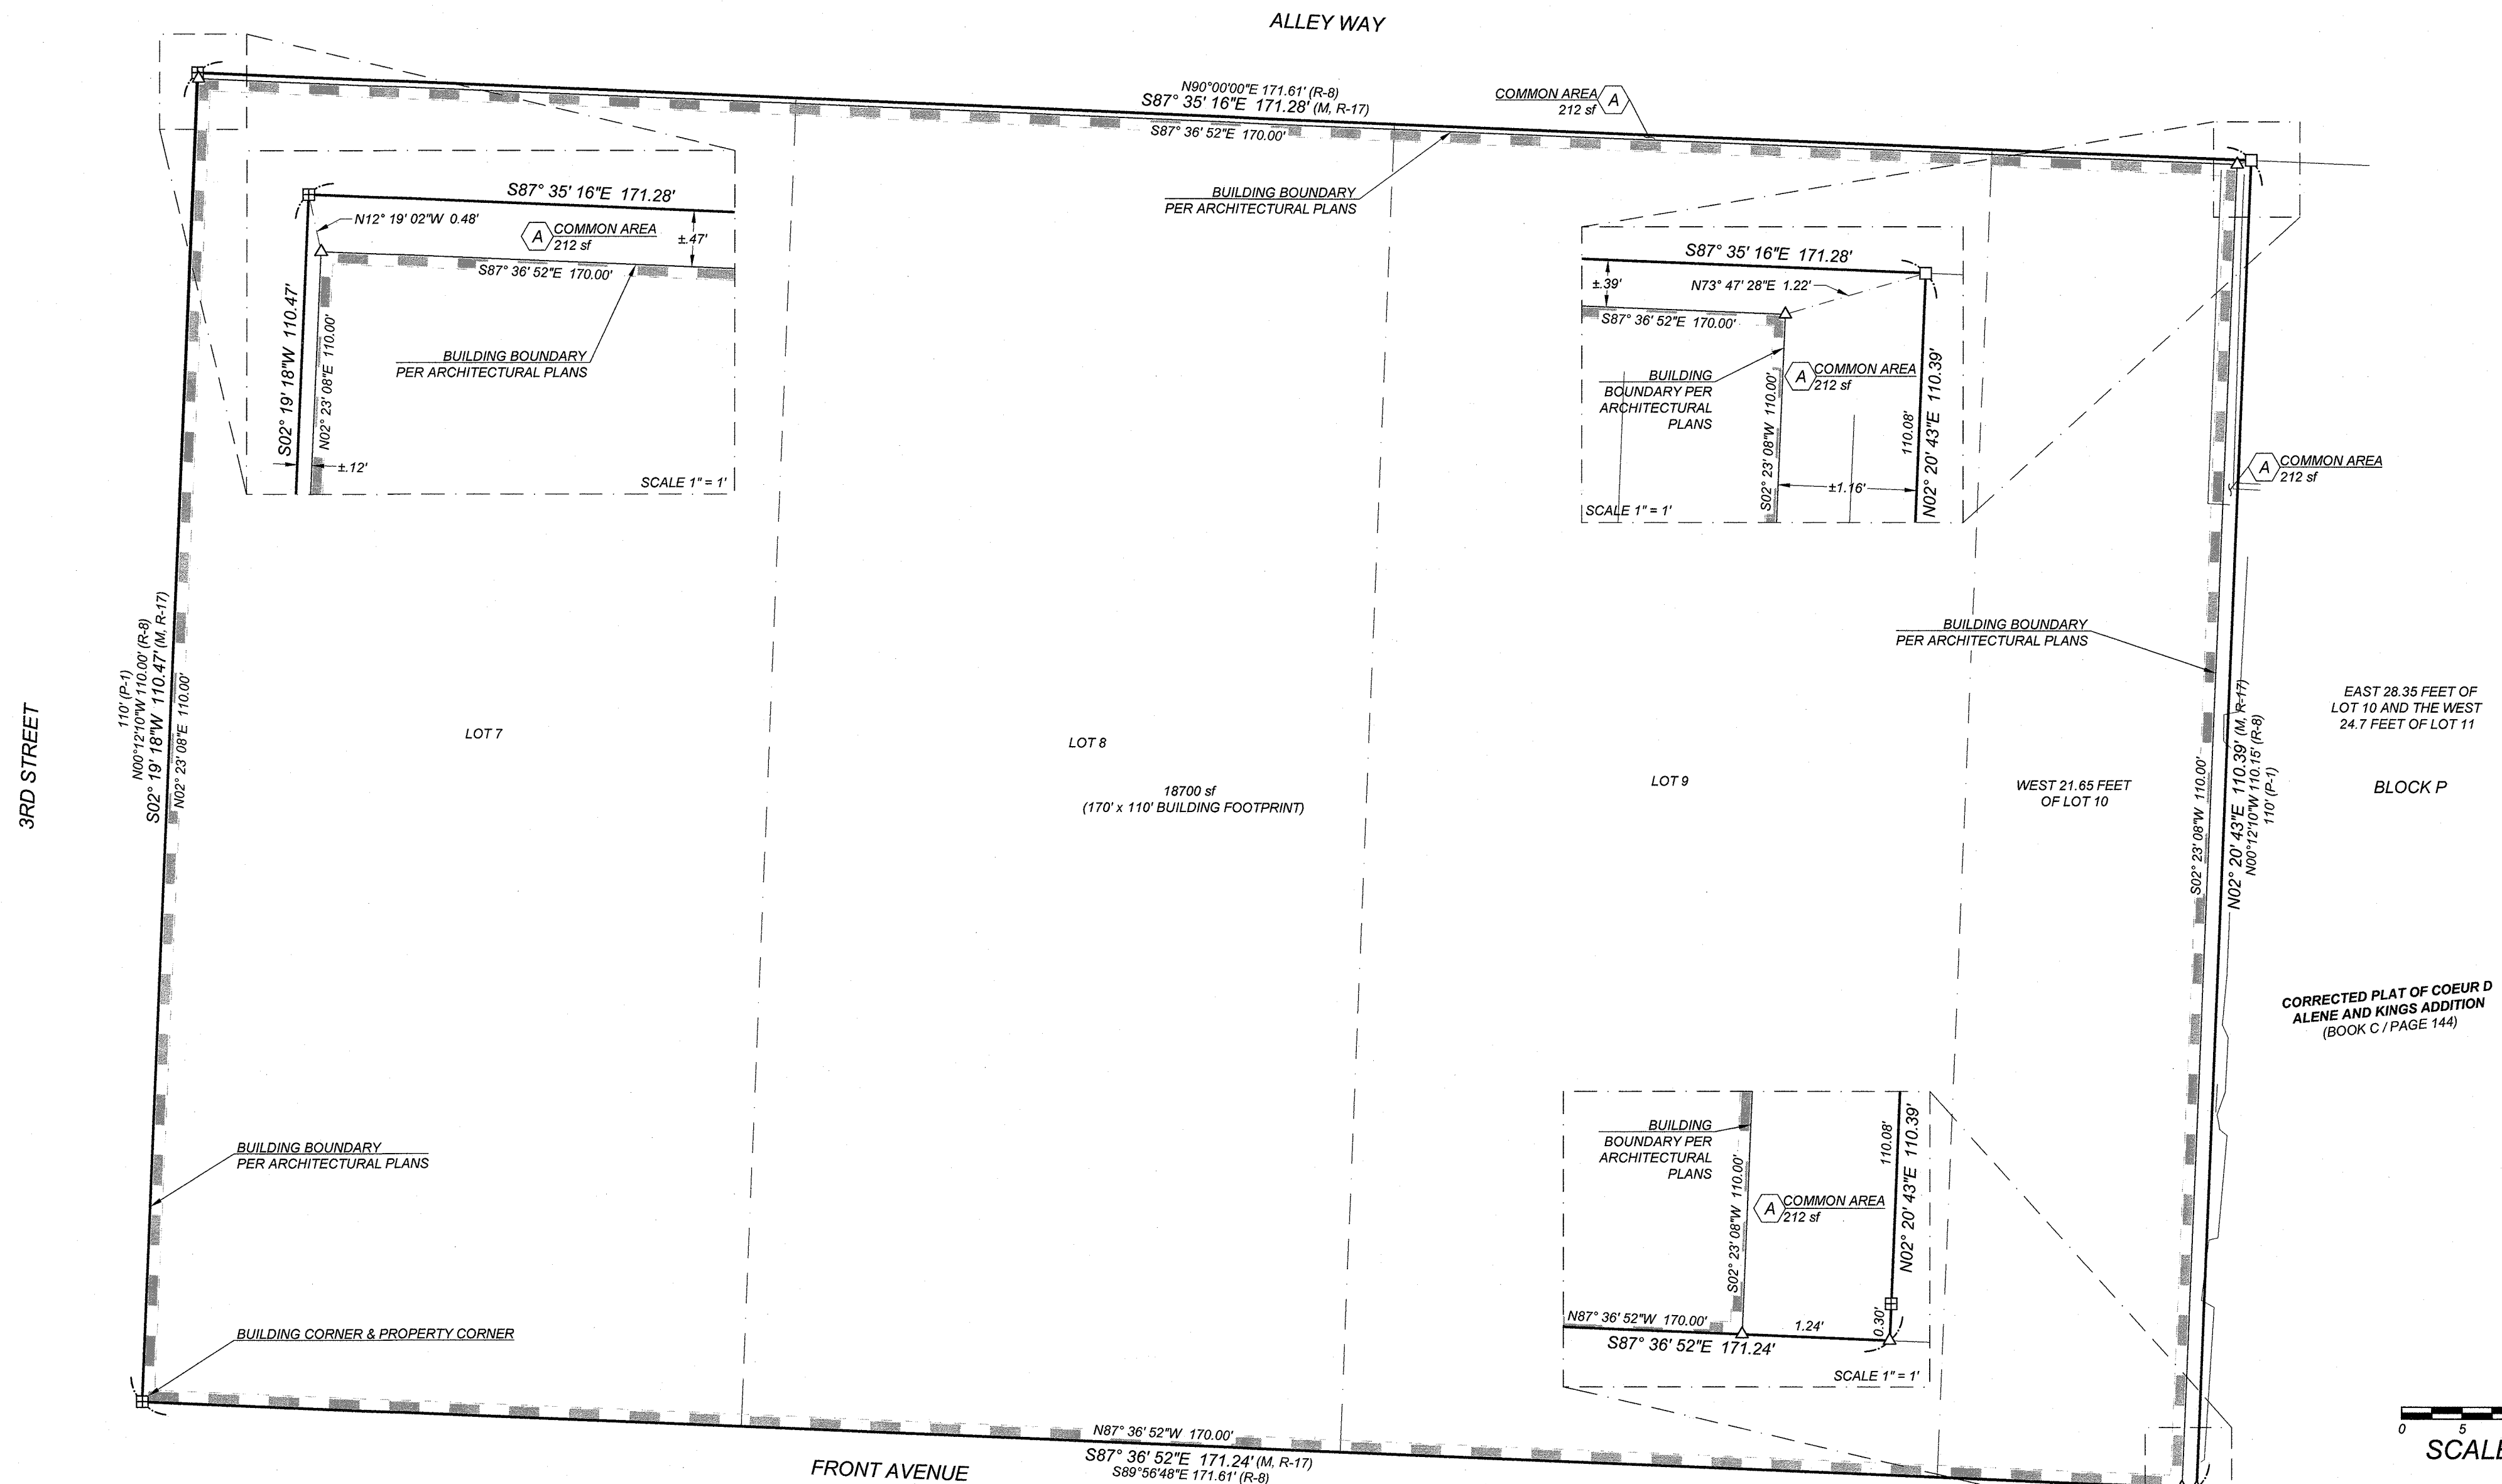 ALLEY WAY
N90°00'00"E 171.61' (R-8)
S87° 35' 16"E 171.28' (M, R-17)
S87° 36' 52"E 170.00'
COMMON AREA
212 sf
A
BUILDING BOUNDARY
PER ARCHITECTURAL PLANS
S87° 35' 16"E 171.28'
N12° 19' 02"W 0.48'
A
COMMON AREA
212 sf
±.47'
S87° 36' 52"E 170.00'
S02° 19' 18"W 110.47'
N02° 23' 08"E 110.00'
BUILDING BOUNDARY
PER ARCHITECTURAL PLANS
±.12'
SCALE 1" = 1'
S87° 35' 16"E 171.28'
±.39'
N73° 47' 28"E 1.22'
S87° 36' 52"E 170.00'
BUILDING
BOUNDARY PER
ARCHITECTURAL
PLANS
A
COMMON AREA
212 sf
S02° 23' 08"W 110.00'
110.08'
N02° 20' 43"E 110.39'
±1.16'
SCALE 1" = 1'
A
COMMON AREA
212 sf
BUILDING BOUNDARY
PER ARCHITECTURAL PLANS
3RD STREET
110' (P-1)
N00°12'10"W 110.00' (R-8)
S02° 19' 18"W 110.47' (M, R-17)
N02° 23' 08"E 110.00'
LOT 7
LOT 8
18700 sf
(170' x 110' BUILDING FOOTPRINT)
LOT 9
WEST 21.65 FEET
OF LOT 10
S02° 23' 08"W 110.00'
N02° 20' 43"E 110.39' (M, R-17)
N00°12'10"W 110.15' (R-8)
110' (P-1)
EAST 28.35 FEET OF
LOT 10 AND THE WEST
24.7 FEET OF LOT 11
BLOCK P
CORRECTED PLAT OF COEUR D
ALENE AND KINGS ADDITION
(BOOK C / PAGE 144)
BUILDING BOUNDARY
PER ARCHITECTURAL PLANS
BUILDING CORNER & PROPERTY CORNER
BUILDING
BOUNDARY PER
ARCHITECTURAL
PLANS
S02° 23' 08"W 110.00'
A
COMMON AREA
212 sf
110.08'
N02° 20' 43"E 110.39'
N87° 36' 52"W 170.00'
1.24'
0.30'
S87° 36' 52"E 171.24'
SCALE 1" = 1'
N87° 36' 52"W 170.00'
S87° 36' 52"E 171.24' (M, R-17)
S89°56'48"E 171.61' (R-8)
FRONT AVENUE
0 5
SCALE